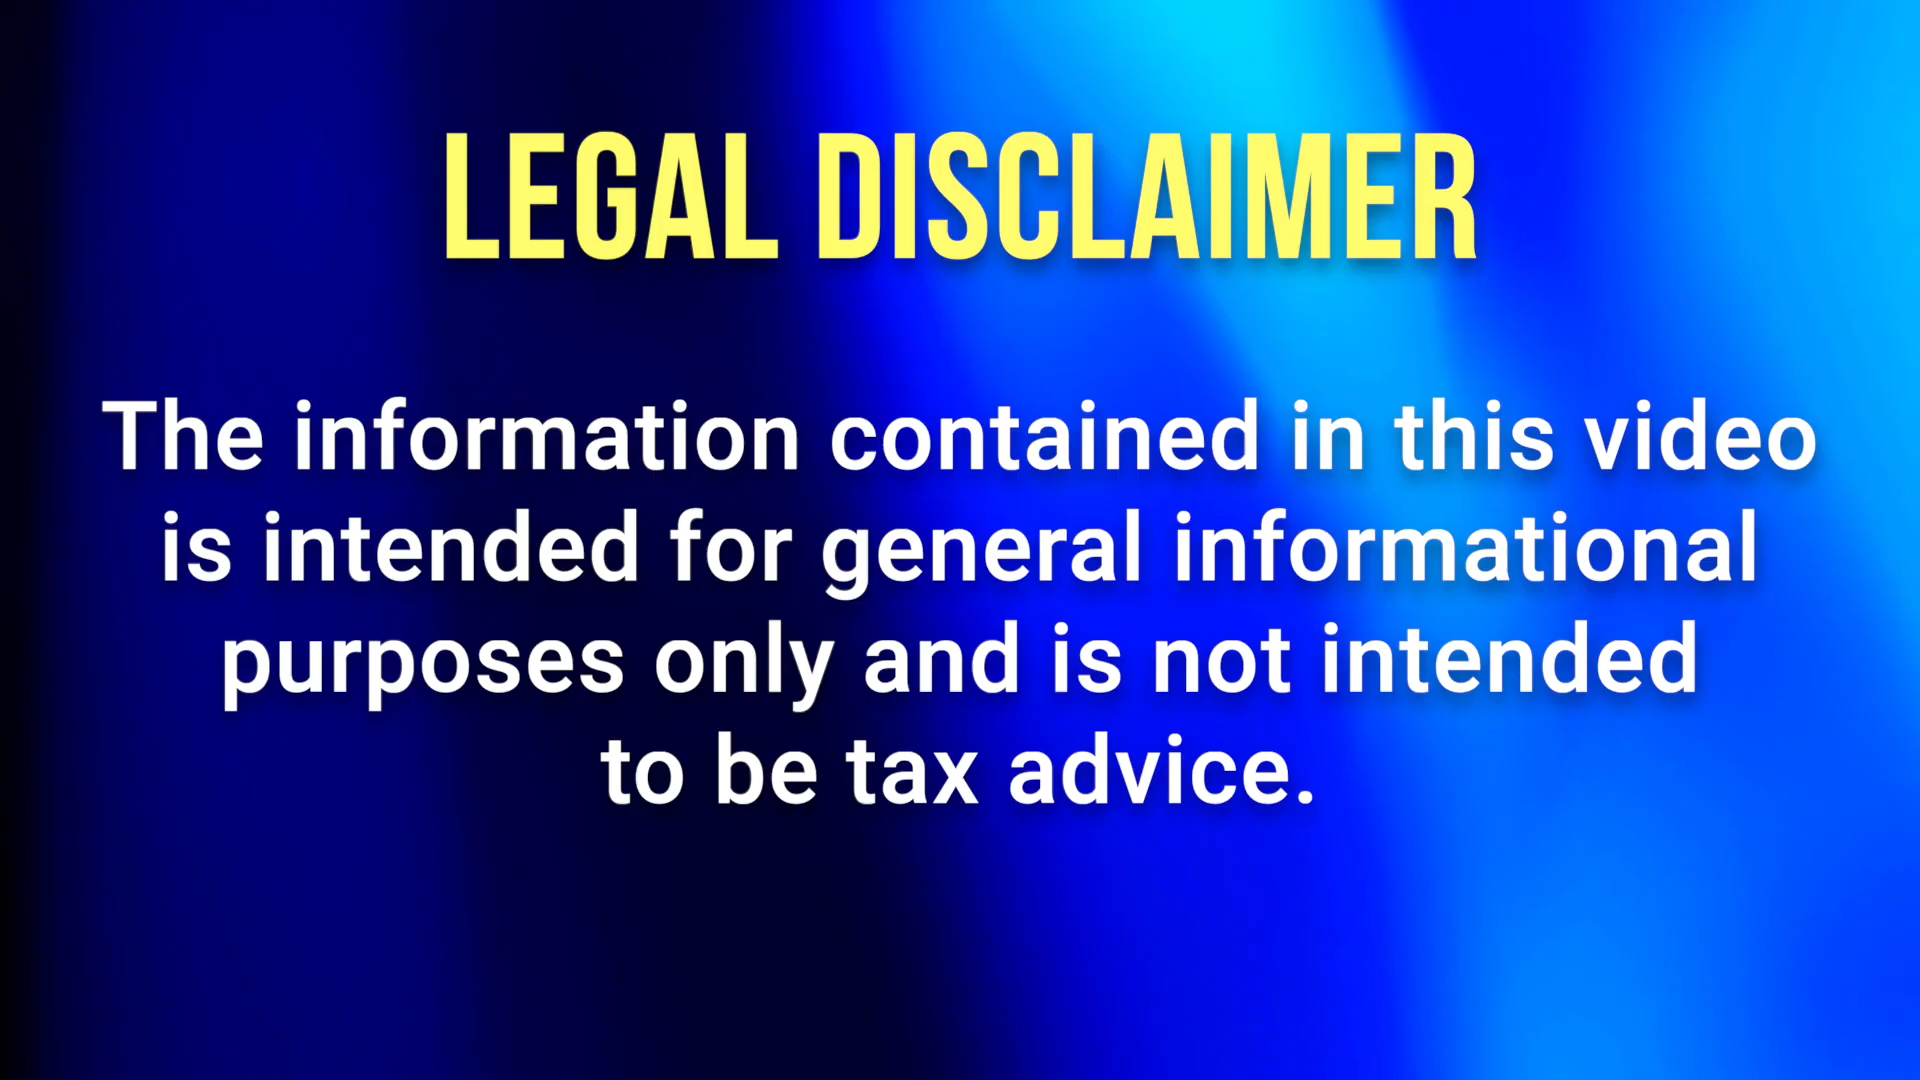 LEGAL DISCLAIMER
The information contained in this video
is intended for general informational
purposes only and is not intended
to be tax advice.